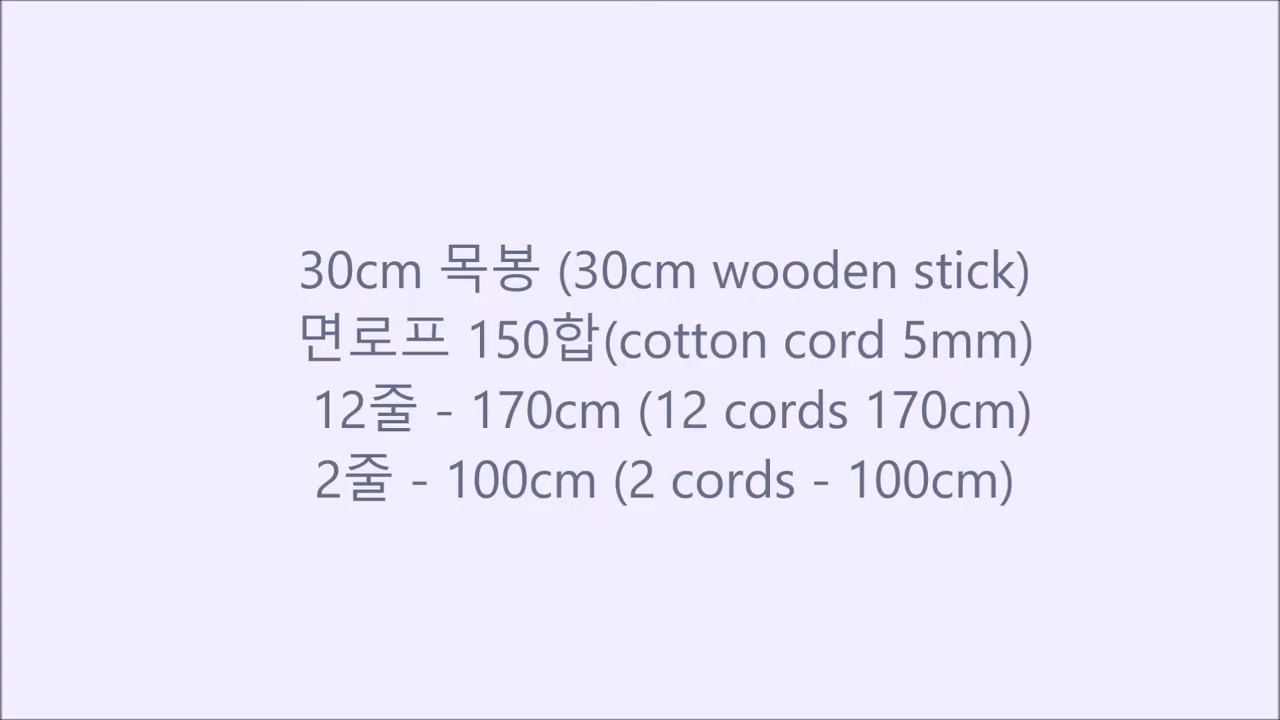 30cm 목봉 (30cm wooden stick)
면로프 150합(cotton cord 5mm)
12줄 - 170cm (12 cords 170cm)
2줄 - 100cm (2 cords - 100cm)